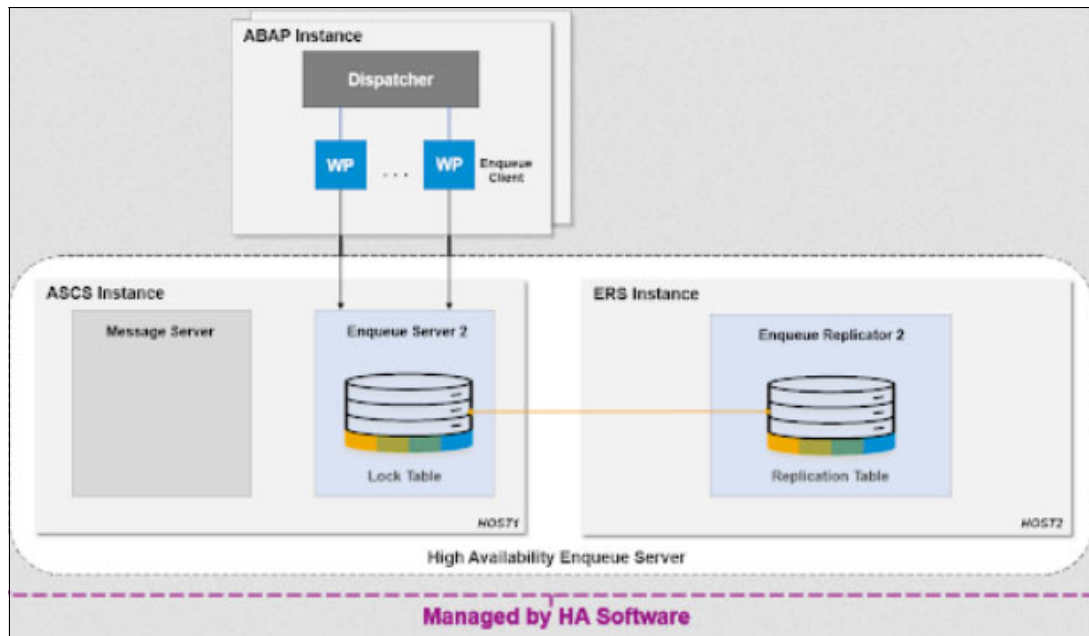 ABAP Instance
Dispatcher
WP
...
WP
Enqueue
Client
ASCS Instance
ERS Instance
Message Server
Enqueue Server 2
Enqueue Replicator 2
Lock Table
Replication Table
HOST1
HOST2
High Availability Enqueue Server
Managed by HA Software